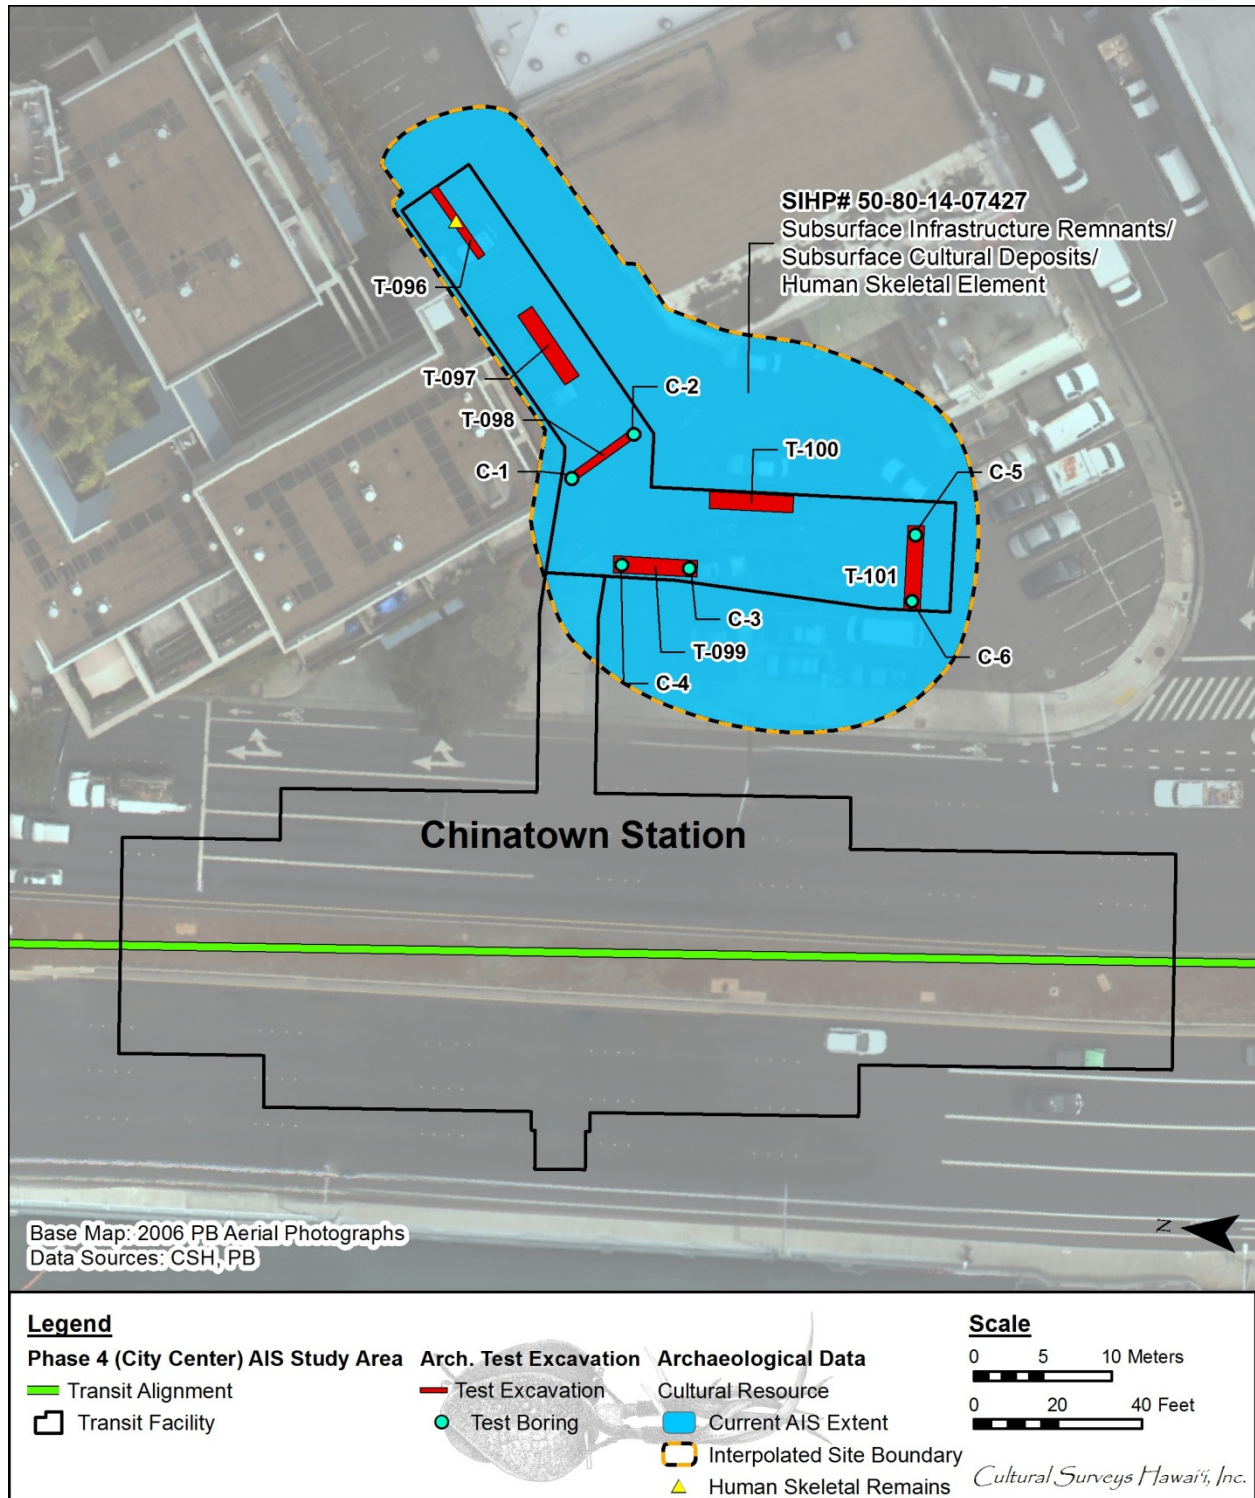 SIHP# 50-80-14-07427
Subsurface Infrastructure Remnants/
Subsurface Cultural Deposits/
Human Skeletal Element
T-096
T-097
C-2
T-098
T-100
C-1
C-5
T-101
C-3
T-099
C-6
C-4
Chinatown Station
N
Base Map: 2006 PB Aerial Photographs
Data Sources: CSH, PB
Legend
Phase 4 (City Center) AIS Study Area
Transit Alignment
Transit Facility
Arch. Test Excavation
Test Excavation
Test Boring
Archaeological Data
Cultural Resource
Current AIS Extent
Interpolated Site Boundary
Human Skeletal Remains
Scale
0 5 10 Meters
0 20 40 Feet
Cultural Surveys Hawai'i, Inc.